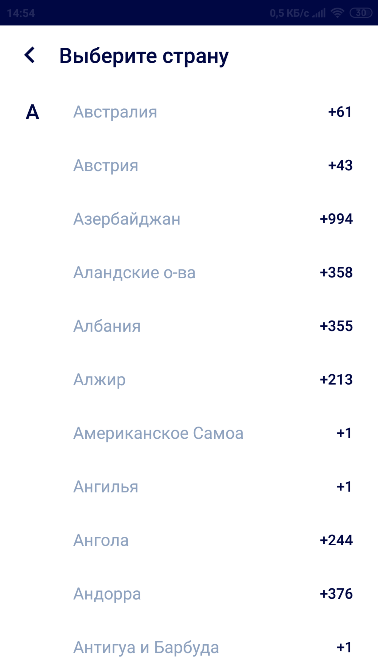 14:54 0,5 КБ/с 30
Выберите страну
А
Австралия +61
Австрия +43
Азербайджан +994
Аландские о-ва +358
Албания +355
Алжир +213
Американское Самоа +1
Ангилья +1
Ангола +244
Андорра +376
Антигуа и Барбуда +1